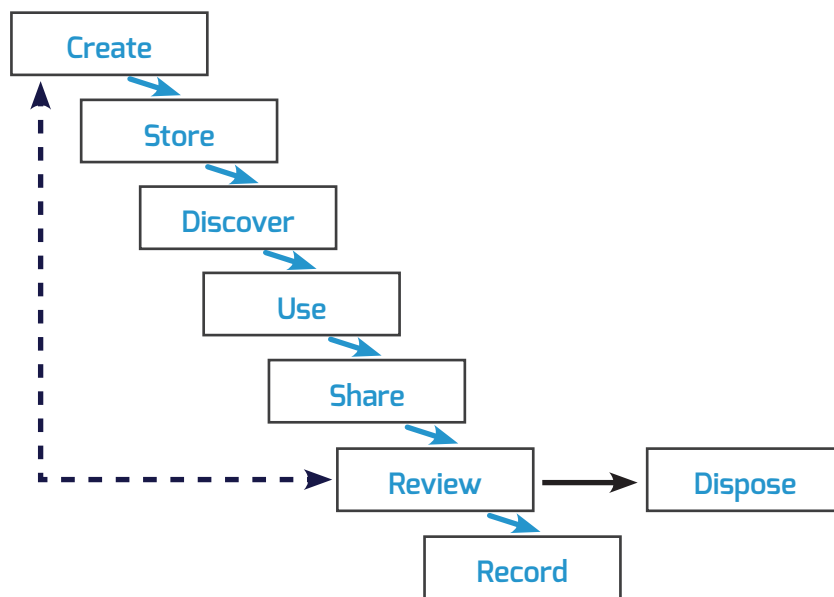 Create
Store
Discover
Use
Share
Review
Dispose
Record